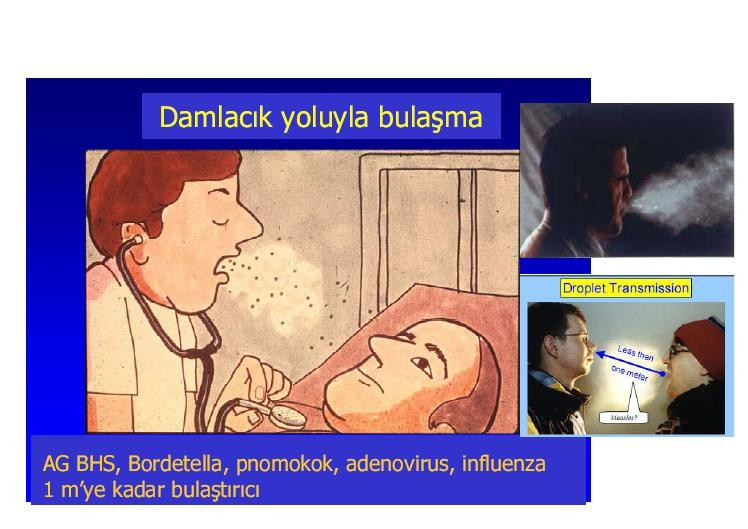 Damlacık yoluyla bulaşma
Droplet Transmission
Less than
one meter
Measles?
AG BHS, Bordetella, pnomokok, adenovirus, influenza
1 m’ye kadar bulaştırıcı